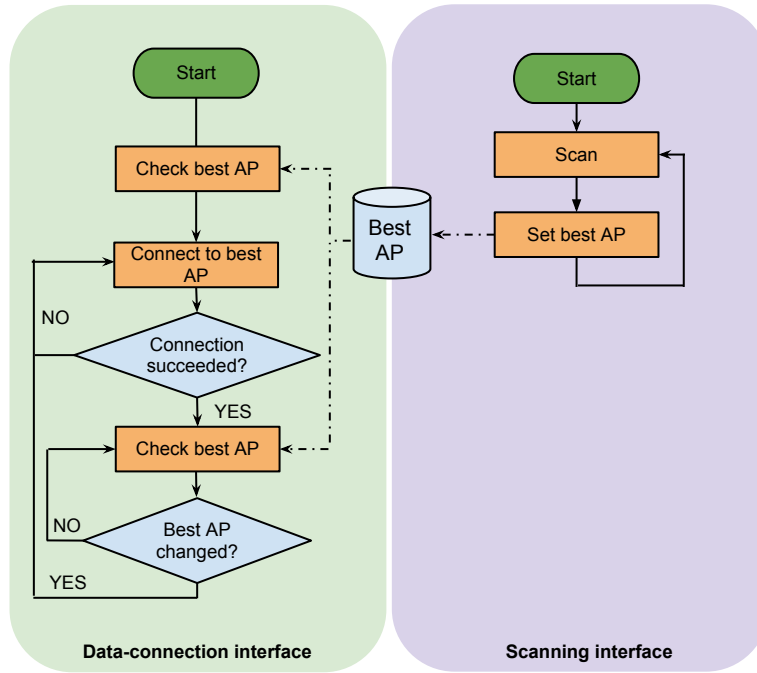 Start
Check best AP
Connect to best
AP
NO
Connection
succeeded?
YES
Check best AP
NO
Best AP
changed?
YES
Data-connection interface
Start
Scan
Set best AP
Best
AP
Scanning interface